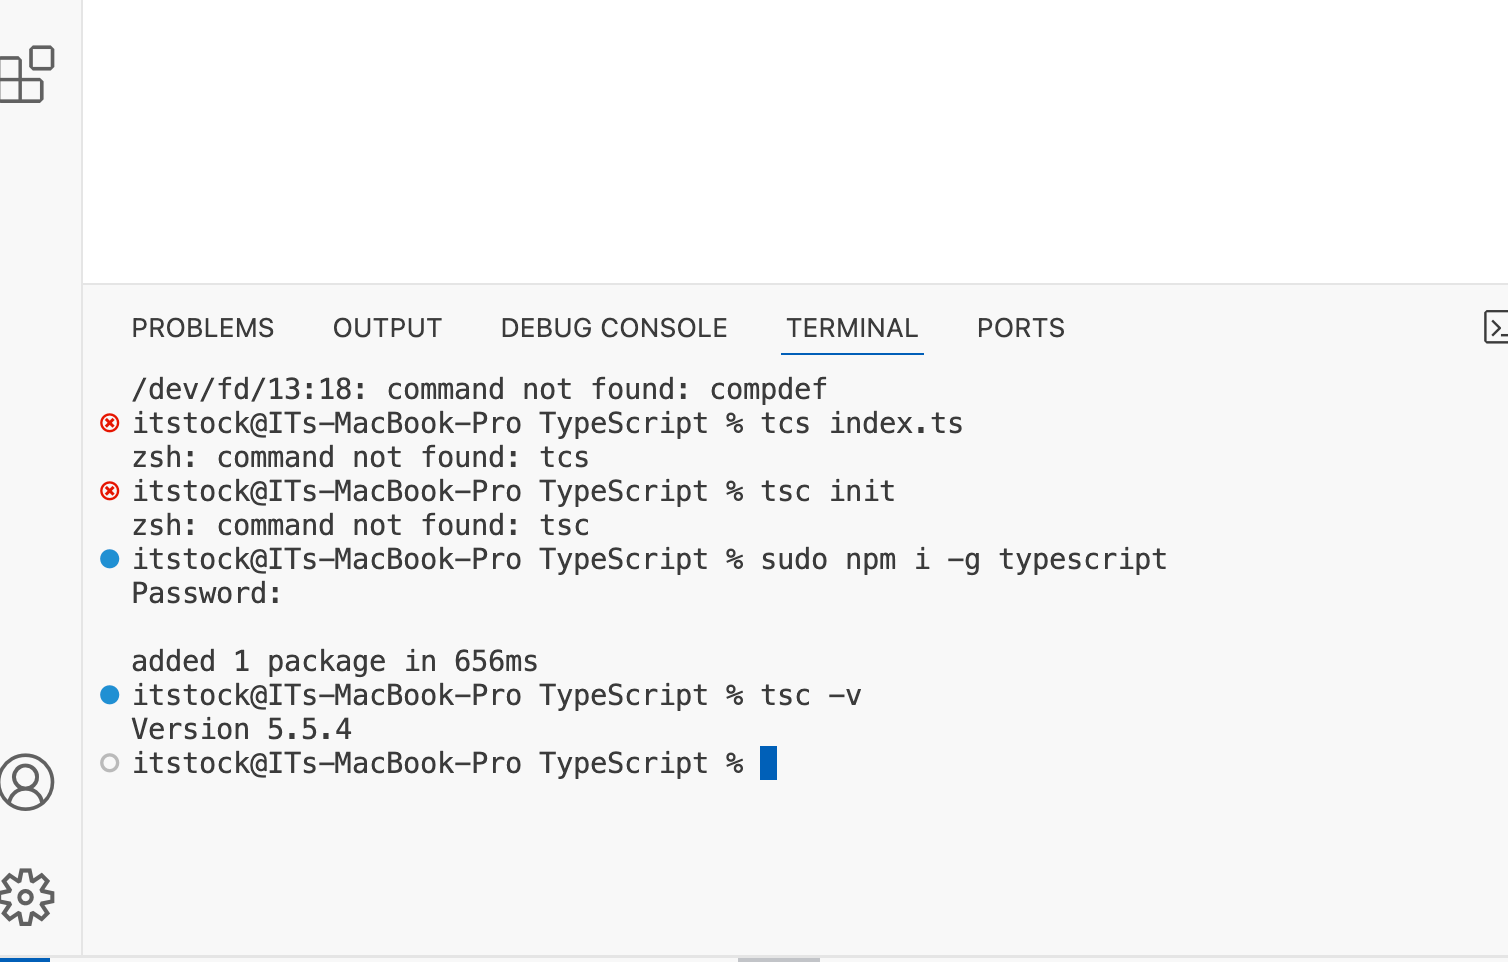 PROBLEMS OUTPUT DEBUG CONSOLE TERMINAL PORTS
/dev/fd/13:18: command not found: compdef
itstock@ITs-MacBook-Pro TypeScript % tcs index.ts
zsh: command not found: tcs
itstock@ITs-MacBook-Pro TypeScript % tsc init
zsh: command not found: tsc
itstock@ITs-MacBook-Pro TypeScript % sudo npm i -g typescript
Password:
added 1 package in 656ms
itstock@ITs-MacBook-Pro TypeScript % tsc -v
Version 5.5.4
itstock@ITs-MacBook-Pro TypeScript %